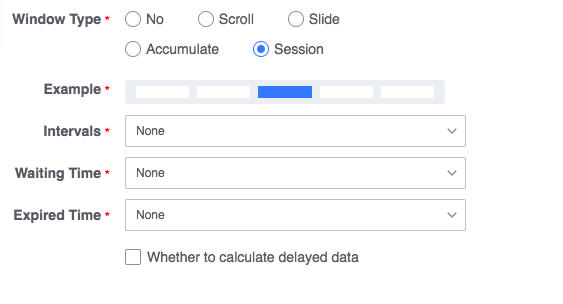 Window Type * No Scroll Slide
Accumulate Session
Example *
Intervals * None
Waiting Time * None
Expired Time * None
Whether to calculate delayed data